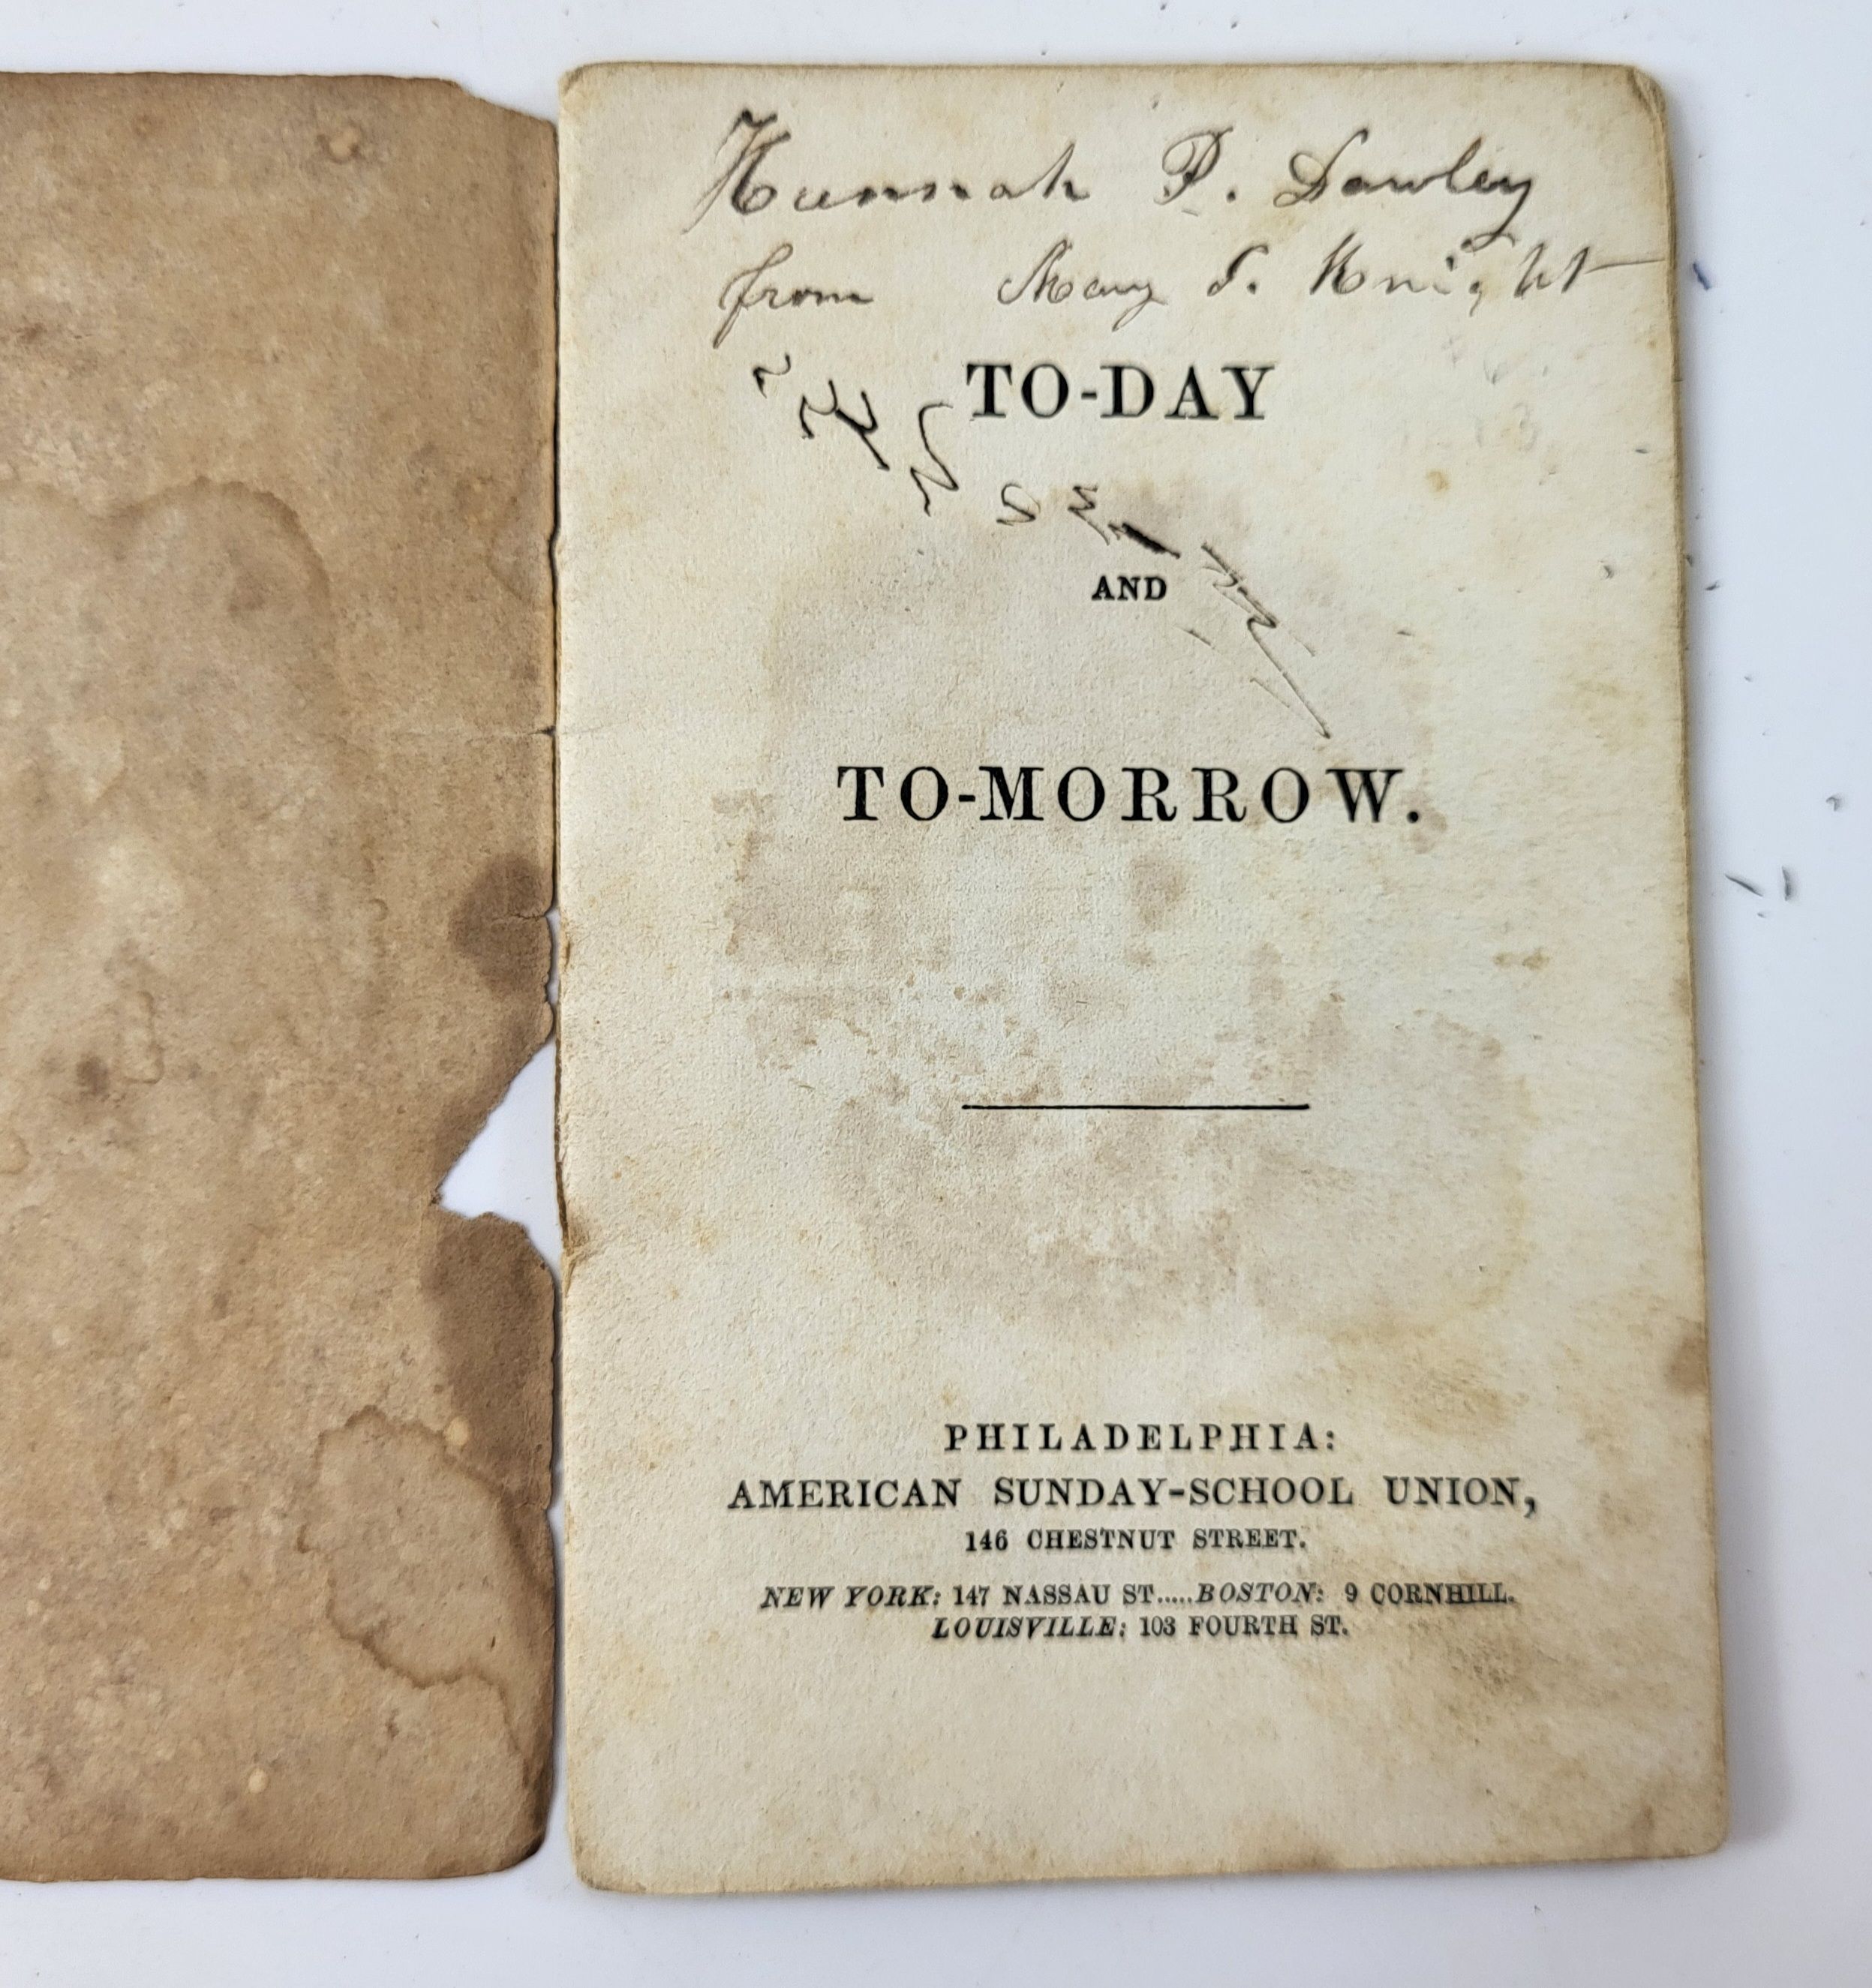 Hannah P. Lawley
from Mary S. Knight
TO-DAY
AND
TO-MORROW.
PHILADELPHIA:
AMERICAN SUNDAY-SCHOOL UNION,
146 CHESTNUT STREET.
NEW YORK: 147 NASSAU ST.....BOSTON: 9 CORNHILL.
LOUISVILLE: 103 FOURTH ST.